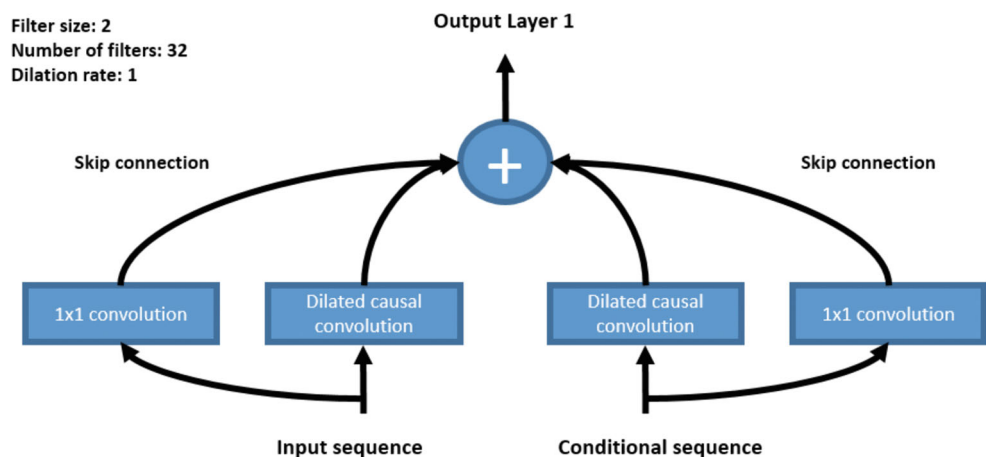 Filter size: 2
Number of filters: 32
Dilation rate: 1
Output Layer 1
Skip connection
Skip connection
+
1x1 convolution
Dilated causal
convolution
Dilated causal
convolution
1x1 convolution
Input sequence
Conditional sequence